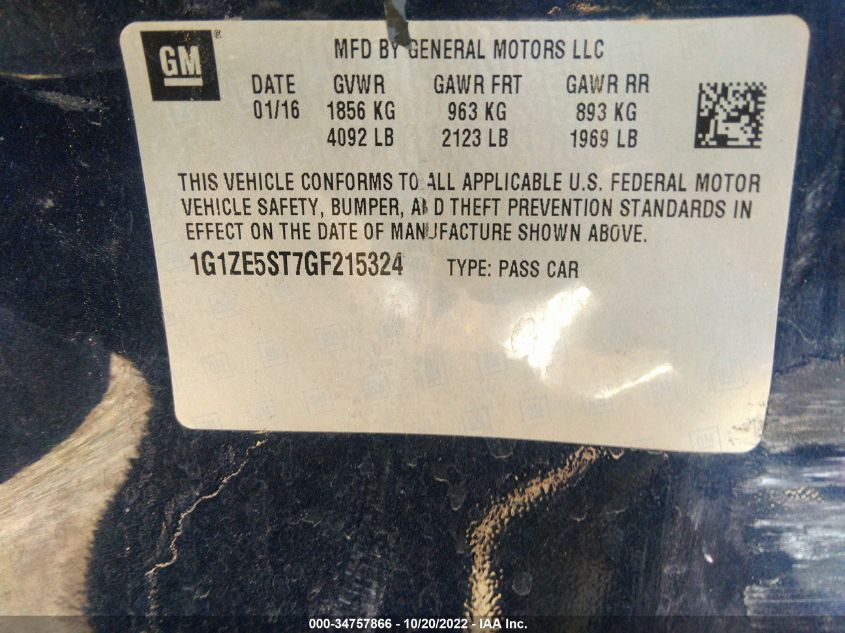 GM
MFD BY GENERAL MOTORS LLC
DATE GVWR GAWR FRT GAWR RR
01/16 1856 KG 963 KG 893 KG
4092 LB 2123 LB 1969 LB
THIS VEHICLE CONFORMS TO ALL APPLICABLE U.S. FEDERAL MOTOR
VEHICLE SAFETY, BUMPER, AND THEFT PREVENTION STANDARDS IN
EFFECT ON THE DATE OF MANUFACTURE SHOWN ABOVE.
1G1ZE5ST7GF215324 TYPE: PASS CAR
000-34757866 - 10/20/2022 - IAA Inc.